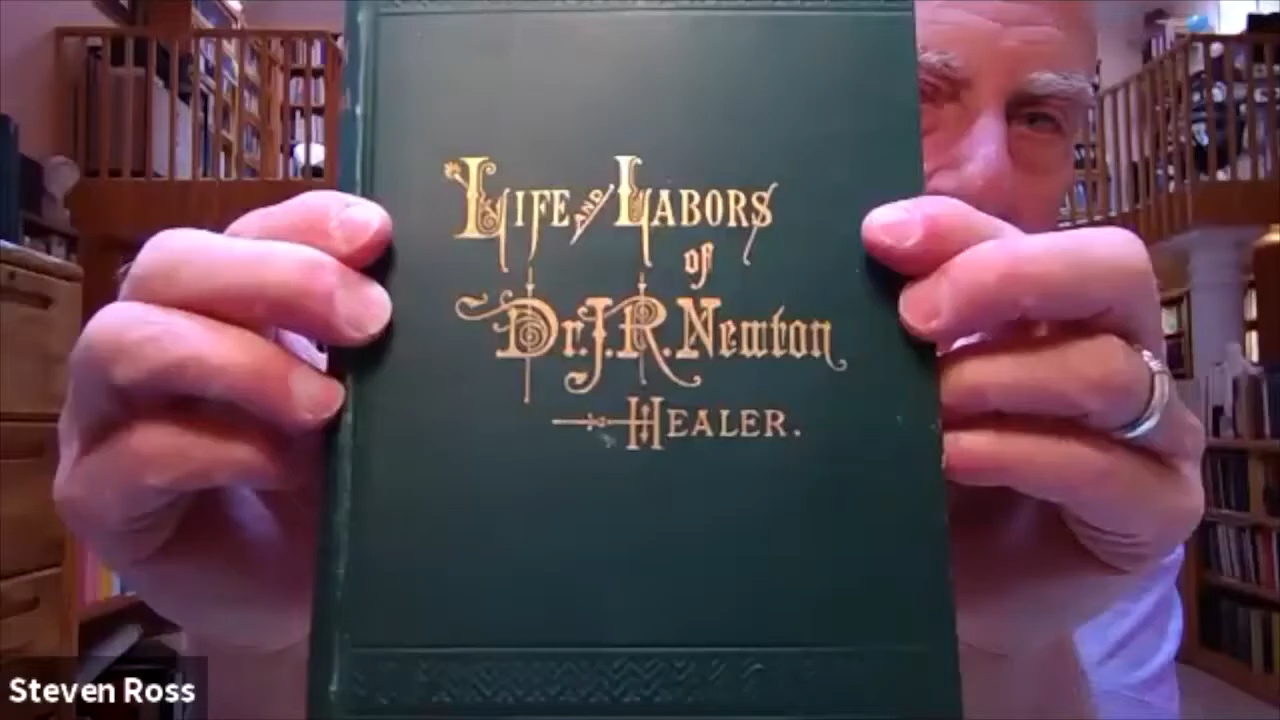 Life and Labors
of
Dr. J. R. Newton
Healer.
Steven Ross